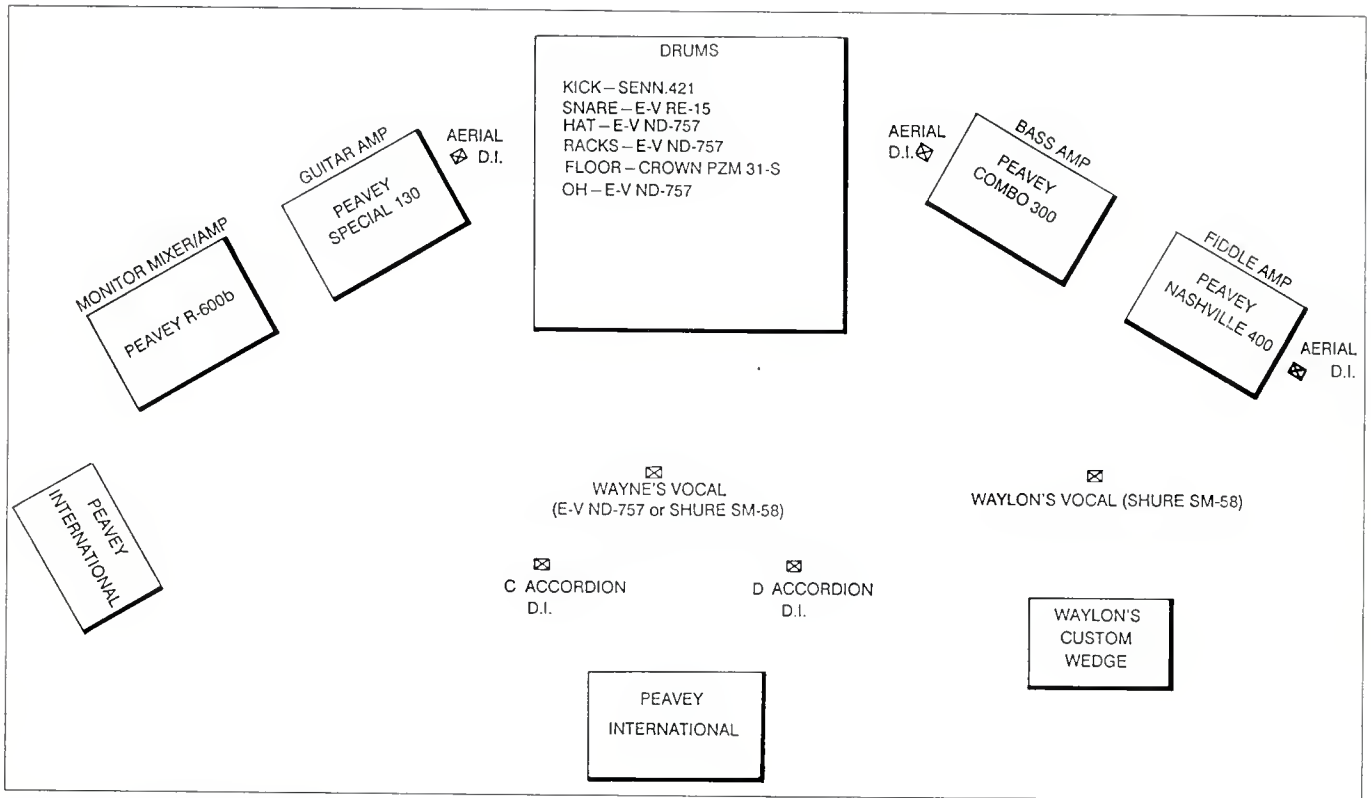 DRUMS
KICK—SENN.421
SNARE—E-V RE-15
HAT—E-V ND-757
RACKS—E-V ND-757
FLOOR—CROWN PZM 31-S
OH—E-V ND-757
AERIAL
D.I.
GUITAR AMP
PEAVEY
SPECIAL 130
MONITOR MIXER/AMP
PEAVEY R-600b
AERIAL
D.I.
BASS AMP
PEAVEY
COMBO 300
FIDDLE AMP
PEAVEY
NASHVILLE 400
AERIAL
D.I.
PEAVEY
INTERNATIONAL
WAYNE'S VOCAL
(E-V ND-757 or SHURE SM-58)
WAYLON'S VOCAL (SHURE SM-58)
C ACCORDION
D.I.
D ACCORDION
D.I.
WAYLON'S
CUSTOM
WEDGE
PEAVEY
INTERNATIONAL